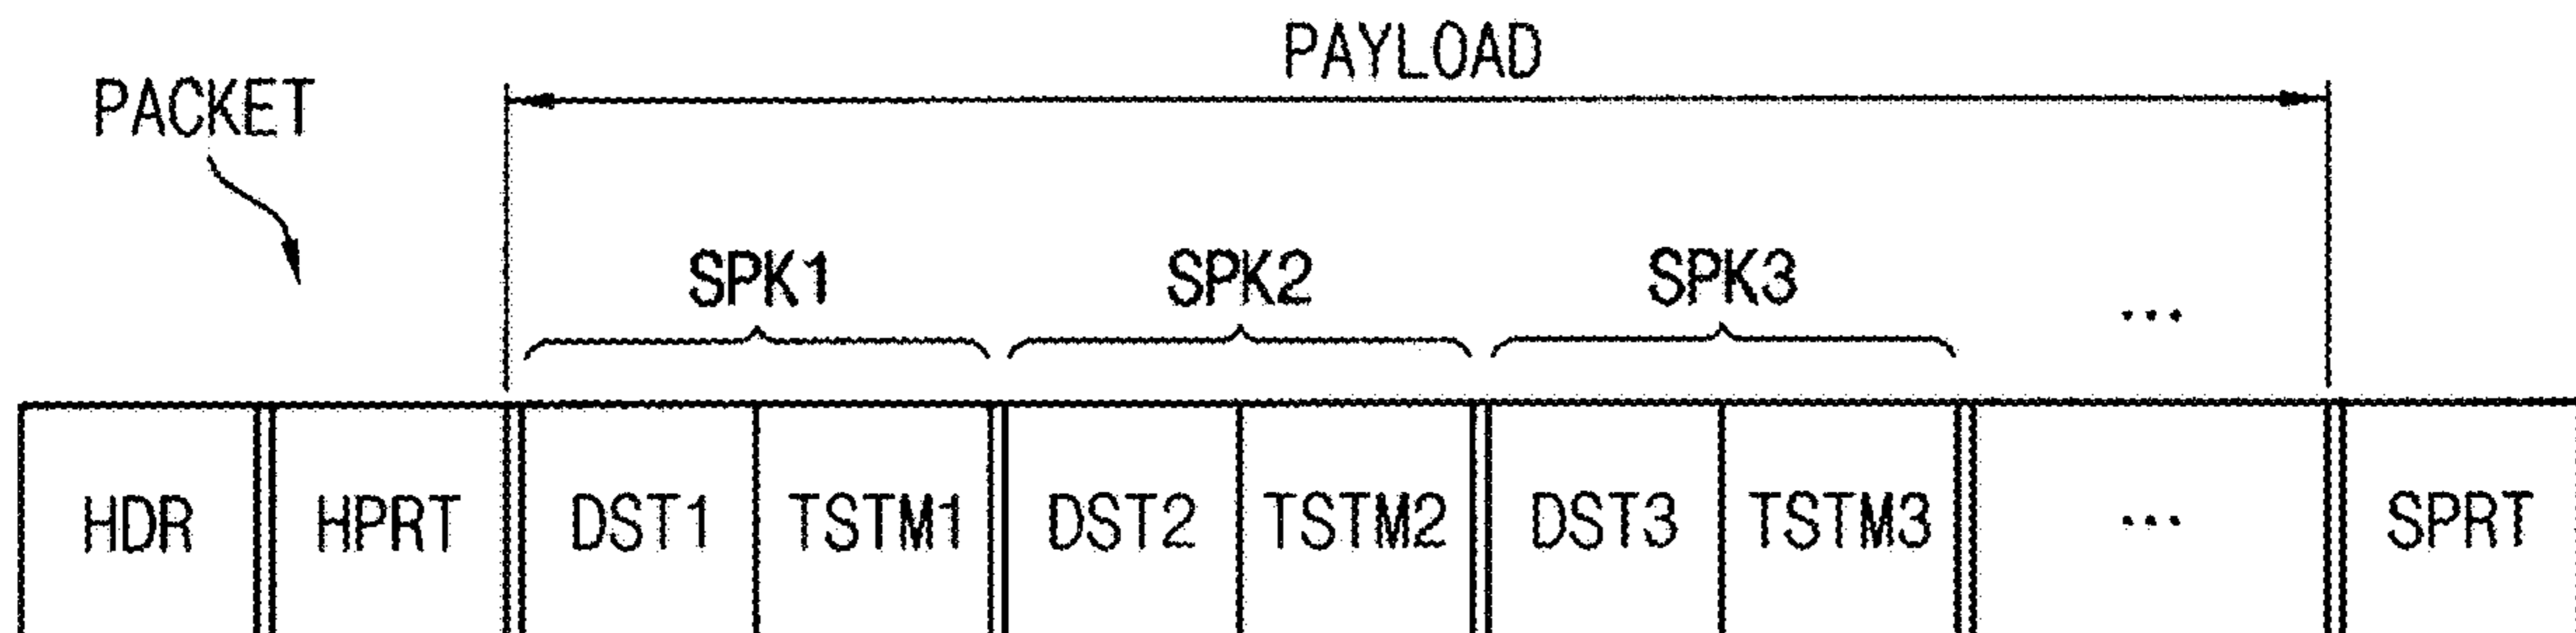 PAYLOAD
PACKET
SPK1 SPK2 SPK3 ...
HDR HPRT DST1 TSTM1 DST2 TSTM2 DST3 TSTM3 ... SPRT